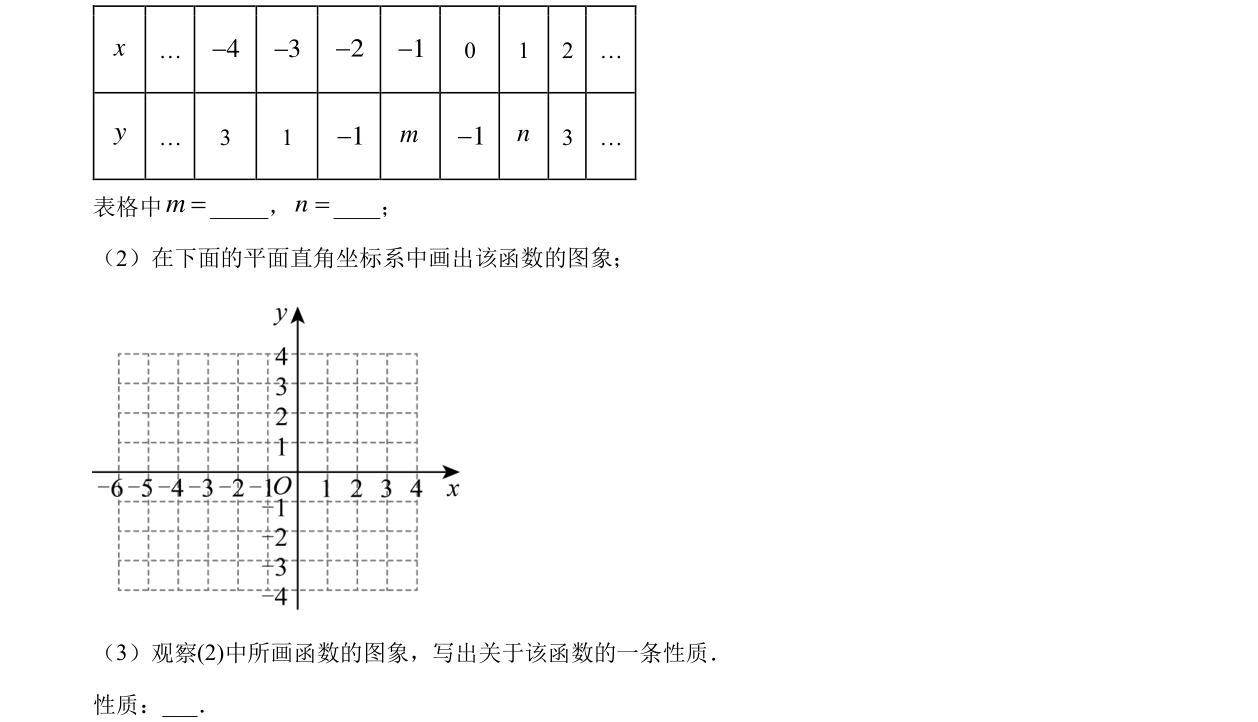 x … −4 −3 −2 −1 0 1 2 …
y … 3 1 −1 m −1 n 3 …
表格中m=_____，n=____；
（2）在下面的平面直角坐标系中画出该函数的图象；
y
4
3
2
1
−6 −5 −4 −3 −2 −1 O 1 2 3 4 x
−1
−2
−3
−4
（3）观察(2)中所画函数的图象，写出关于该函数的一条性质．
性质：___．